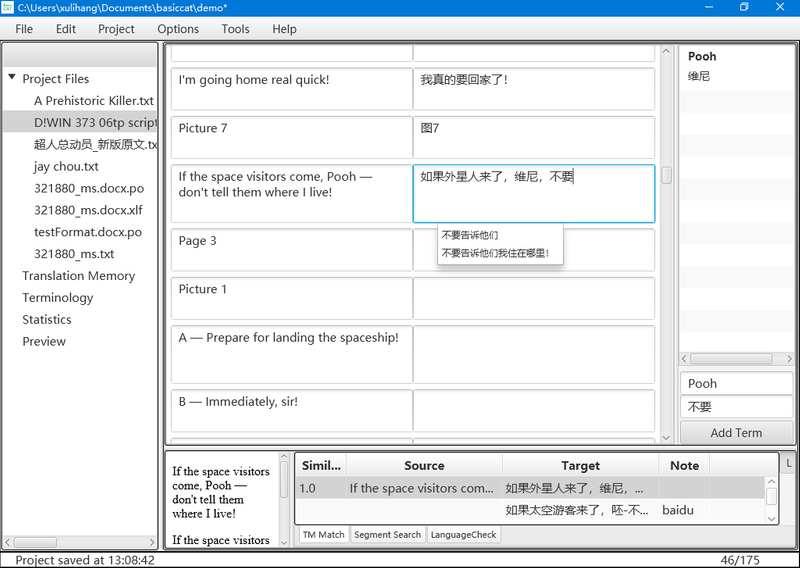 C:\Users\xulihang\Documents\basiccat\demo*
File Edit Project Options Tools Help
Project Files
A Prehistoric Killer.txt
D!WIN 373 06tp script
超人总动员_新版原文.tx
jay chou.txt
321880_ms.docx.po
321880_ms.docx.xlf
testFormat.docx.po
321880_ms.txt
Translation Memory
Terminology
Statistics
Preview
I'm going home real quick!
我真的要回家了!
Picture 7
图7
If the space visitors come, Pooh —
don't tell them where I live!
如果外星人来了，维尼，不要
不要告诉他们
不要告诉他们我住在哪里!
Page 3
Picture 1
A — Prepare for landing the spaceship!
B — Immediately, sir!
Pooh
维尼
Pooh
不要
Add Term
If the space visitors
come, Pooh —
don't tell them
where I live!
If the space visitors
Simil... Source Target Note
1.0 If the space visitors com... 如果外星人来了，维尼，...
如果太空游客来了，呸-不... baidu
TM Match Segment Search LanguageCheck
L
Project saved at 13:08:42
46/175